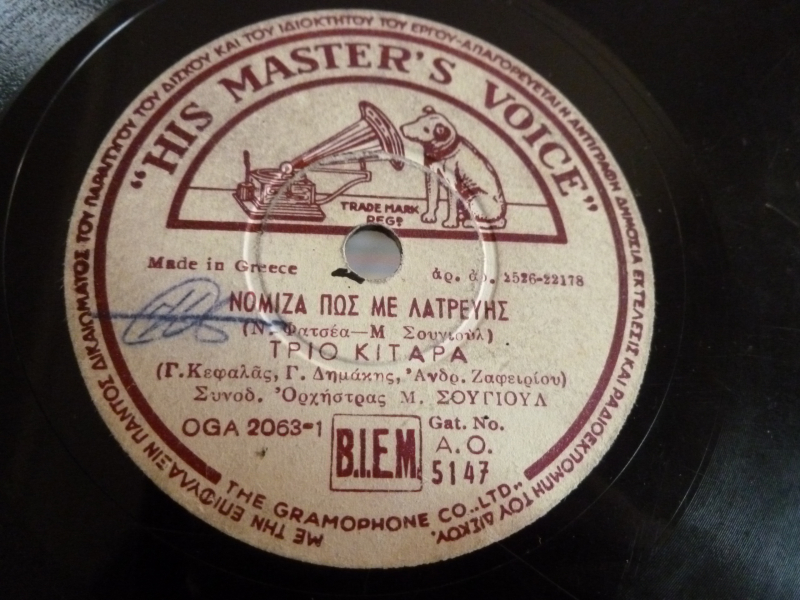 ΜΕ ΤΗΝ ΕΠΙΦΥΛΑΞΙΝ ΠΑΝΤΟΣ ΔΙΚΑΙΩΜΑΤΟΣ ΤΟΥ ΠΑΡΑΓΩΓΟΥ ΤΟΥ ΔΙΣΚΟΥ ΚΑΙ ΤΟΥ ΙΔΙΟΚΤΗΤΟΥ ΤΟΥ ΕΡΓΟΥ-ΑΠΑΓΟΡΕΥΕΤΑΙ Η ΑΝΤΙΓΡΑΦΗ ΔΗΜΟΣΙΑ ΕΚΤΕΛΕΣΙΣ ΚΑΙ ΡΑΔΙΟΕΚΠΟΜΠΗ ΤΟΥ ΔΙΣΚΟΥ.
"HIS MASTER'S VOICE"
TRADE MARK
REGD
Made in Greece
ἀρ. ἀδ. 2526-22178
ΝΟΜΙΖΑ ΠΩΣ ΜΕ ΛΑΤΡΕΥΗΣ
(Ν. Φατσέα—Μ Σουγιούλ)
ΤΡΙΟ ΚΙΤΑΡΑ
(Γ. Κεφαλᾶς, Γ. Δημάκης, Ἀνδρ. Ζαφειρίου)
Συνοδ. Ὀρχήστρας Μ. ΣΟΥΓΙΟΥΛ
OGA 2063-1
B.I.E.M.
Gat. No.
A. O.
5147
THE GRAMOPHONE CO., LTD.,